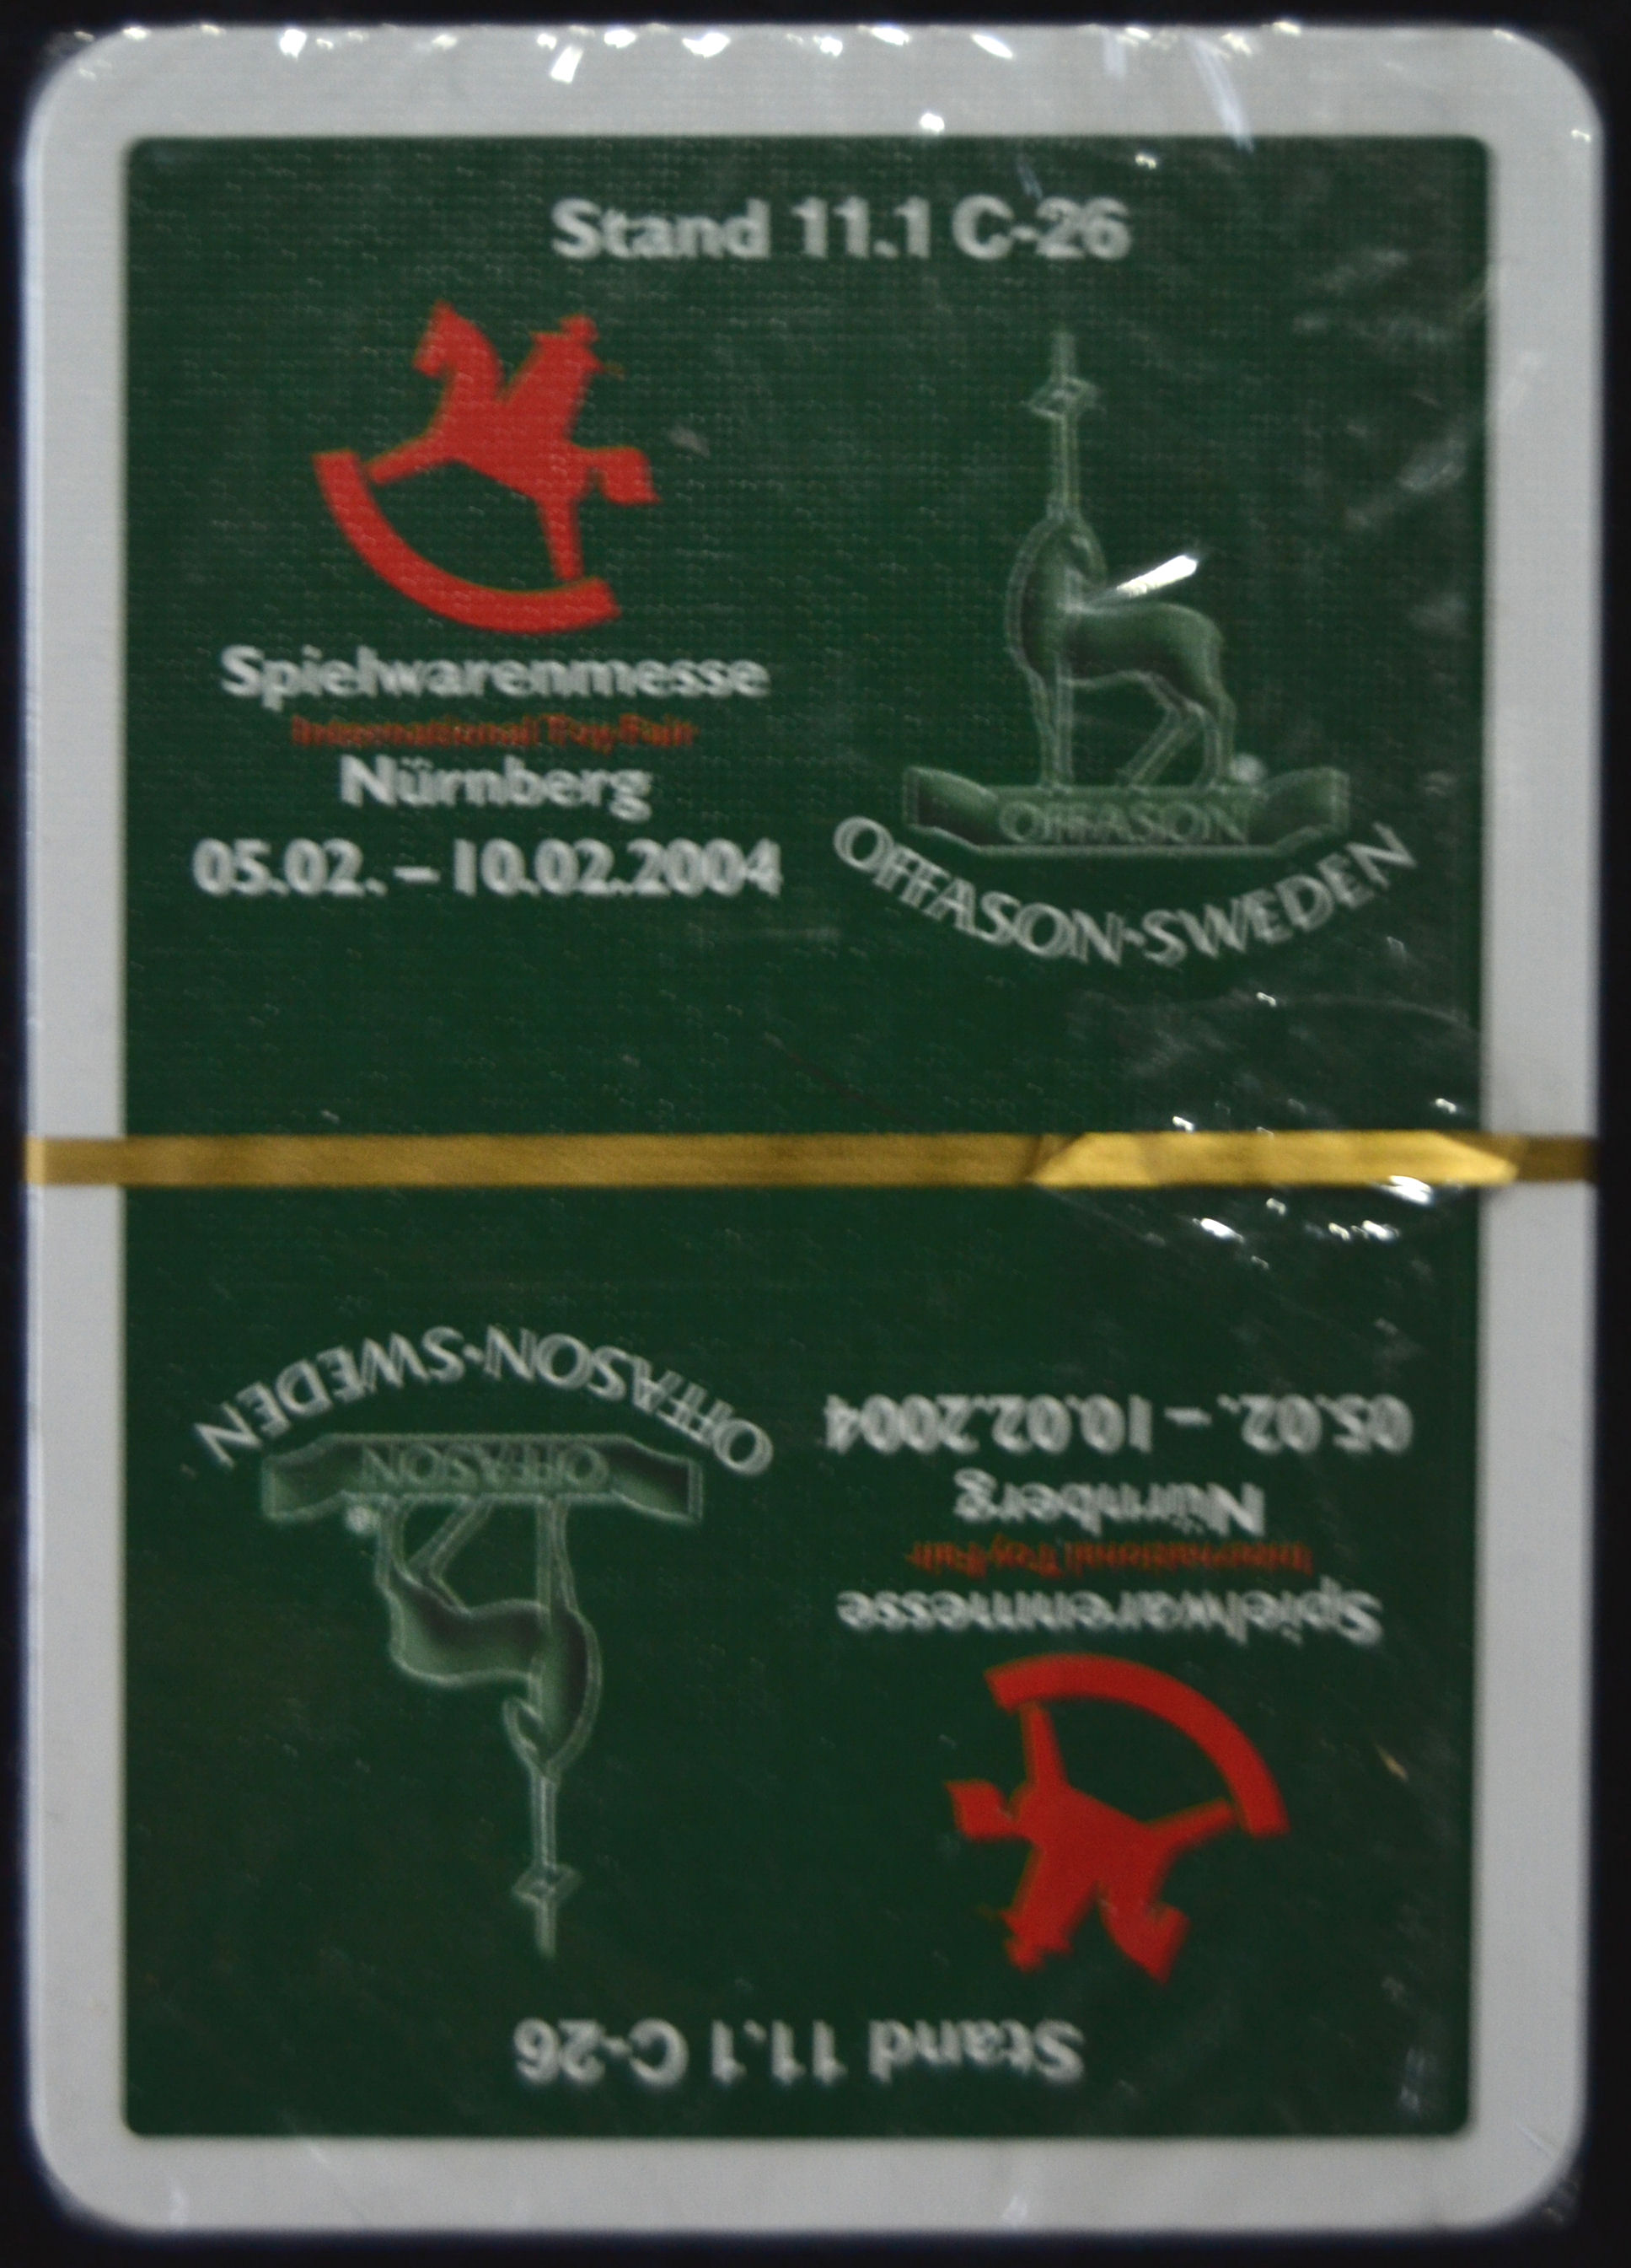 Stand 11.1 C-26
Spielwarenmesse
International Toy Fair
Nürnberg
05.02. – 10.02.2004
OFFASON
OFFASON·SWEDEN
OFFASON·SWEDEN
OFFASON
05.02. – 10.02.2004
Nürnberg
International Toy Fair
Spielwarenmesse
Stand 11.1 C-26